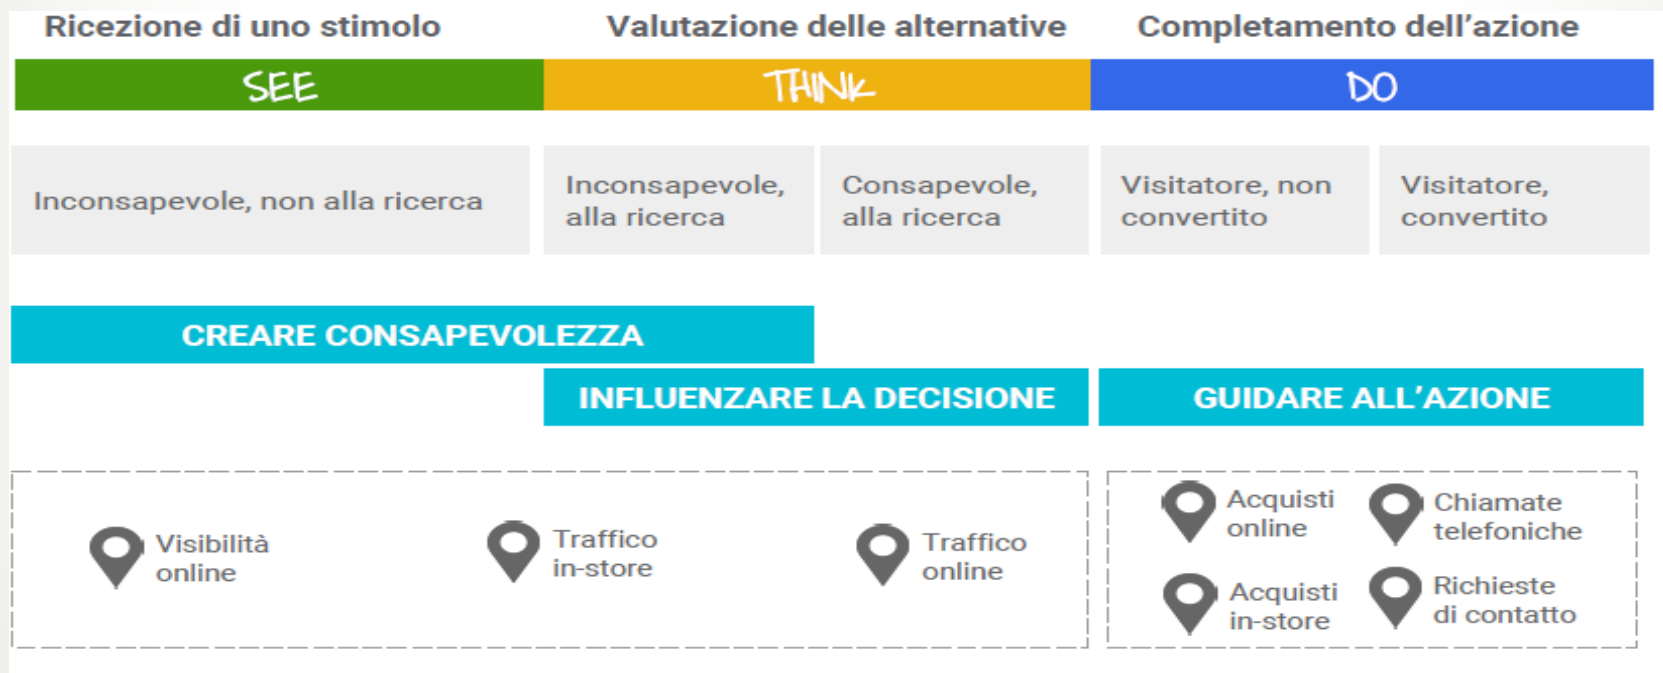 Ricezione di uno stimolo
Valutazione delle alternative
Completamento dell'azione
SEE
THINK
DO
Inconsapevole, non alla ricerca
Inconsapevole,
alla ricerca
Consapevole,
alla ricerca
Visitatore, non
convertito
Visitatore,
convertito
CREARE CONSAPEVOLEZZA
INFLUENZARE LA DECISIONE
GUIDARE ALL'AZIONE
Visibilità
online
Traffico
in-store
Traffico
online
Acquisti
online
Chiamate
telefoniche
Acquisti
in-store
Richieste
di contatto